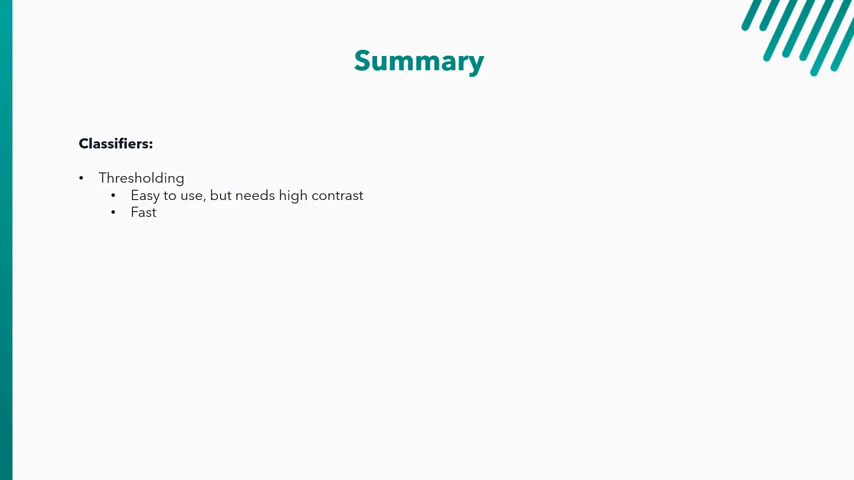 Summary
Classifiers:
• Thresholding
• Easy to use, but needs high contrast
• Fast